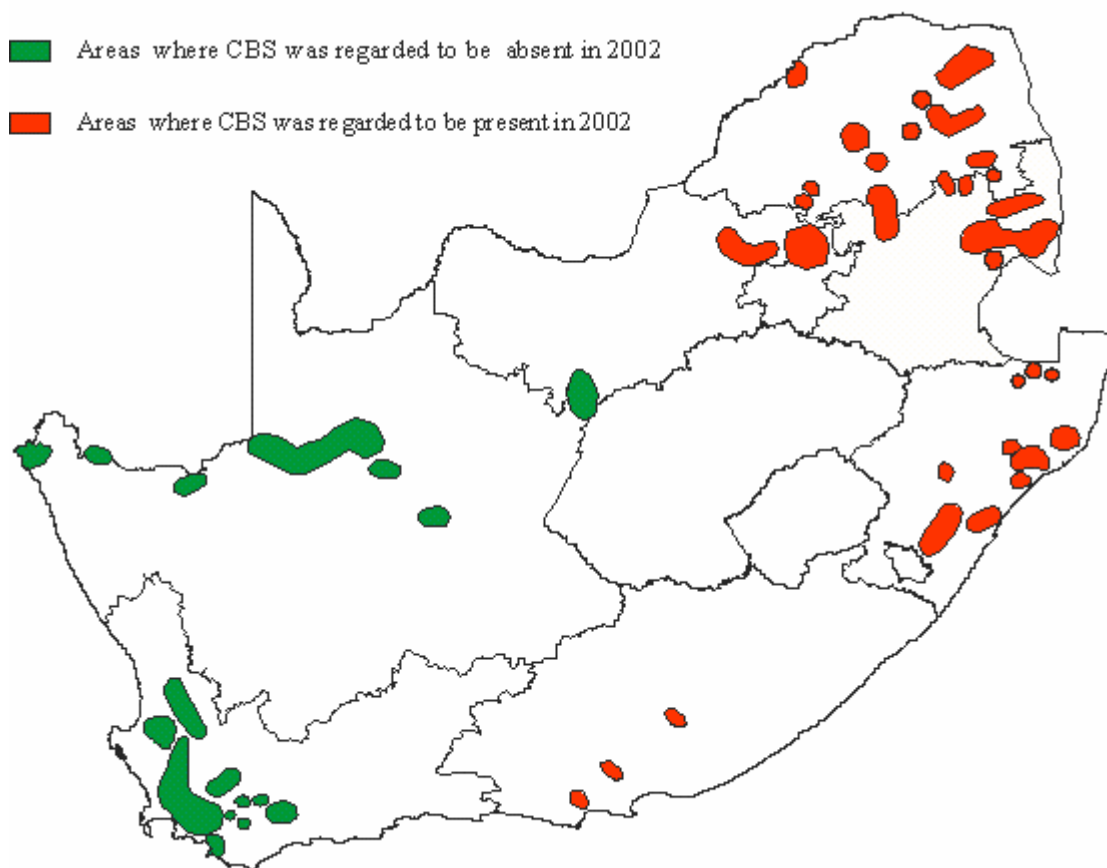 Areas where CBS was regarded to be absent in 2002
Areas where CBS was regarded to be present in 2002